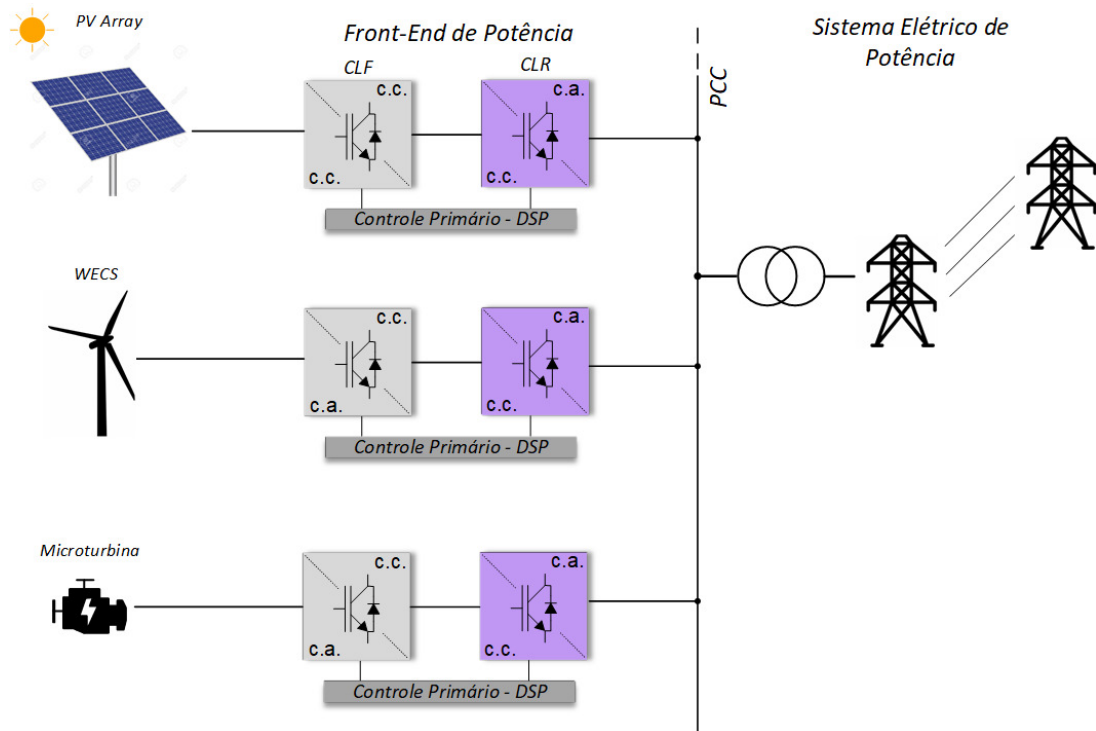 PV Array
Front-End de Potência
Sistema Elétrico de
Potência
CLF
CLR
PCC
c.c.
c.a.
c.c.
c.c.
Controle Primário - DSP
WECS
c.c.
c.a.
c.a.
c.c.
Controle Primário - DSP
Microturbina
c.c.
c.a.
c.a.
c.c.
Controle Primário - DSP